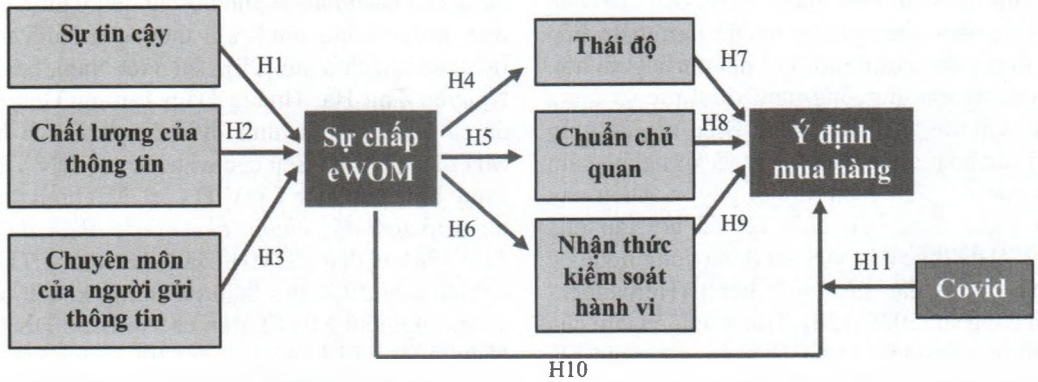 Sự tin cậy
H1
Chất lượng của
thông tin
H2
Chuyên môn
của người gửi
thông tin
H3
Sự chấp
eWOM
H4
H5
H6
Thái độ
Chuẩn chủ
quan
Nhận thức
kiểm soát
hành vi
H7
H8
H9
Ý định
mua hàng
H11
Covid
H10